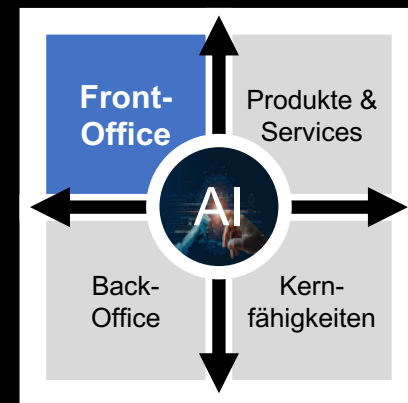 Front-
Office
Produkte &
Services
AI
Back-
Office
Kern-
fähigkeiten